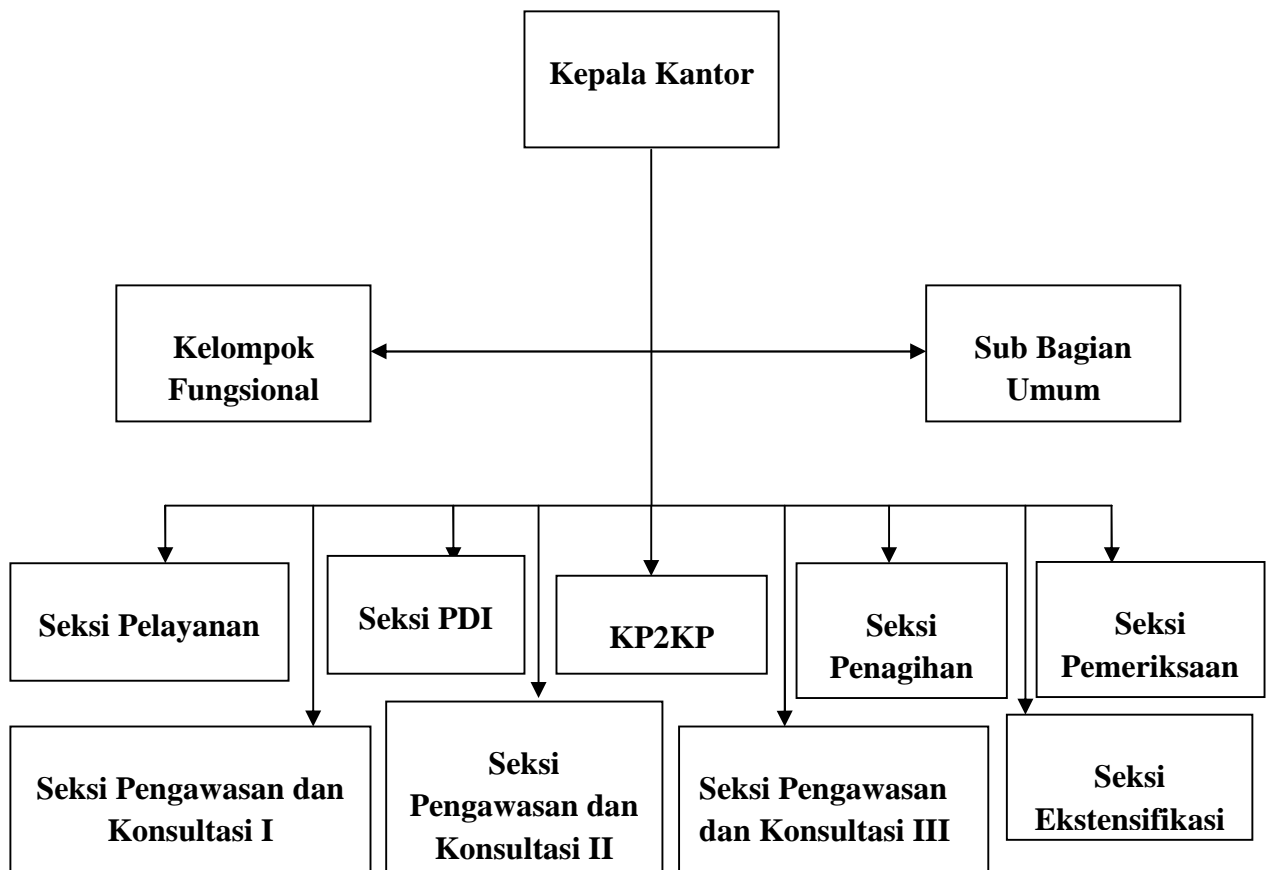 Kepala Kantor
Kelompok
Fungsional
Sub Bagian
Umum
Seksi Pelayanan
Seksi PDI
KP2KP
Seksi
Penagihan
Seksi
Pemeriksaan
Seksi Pengawasan dan
Konsultasi I
Seksi
Pengawasan dan
Konsultasi II
Seksi Pengawasan
dan Konsultasi III
Seksi
Ekstensifikasi